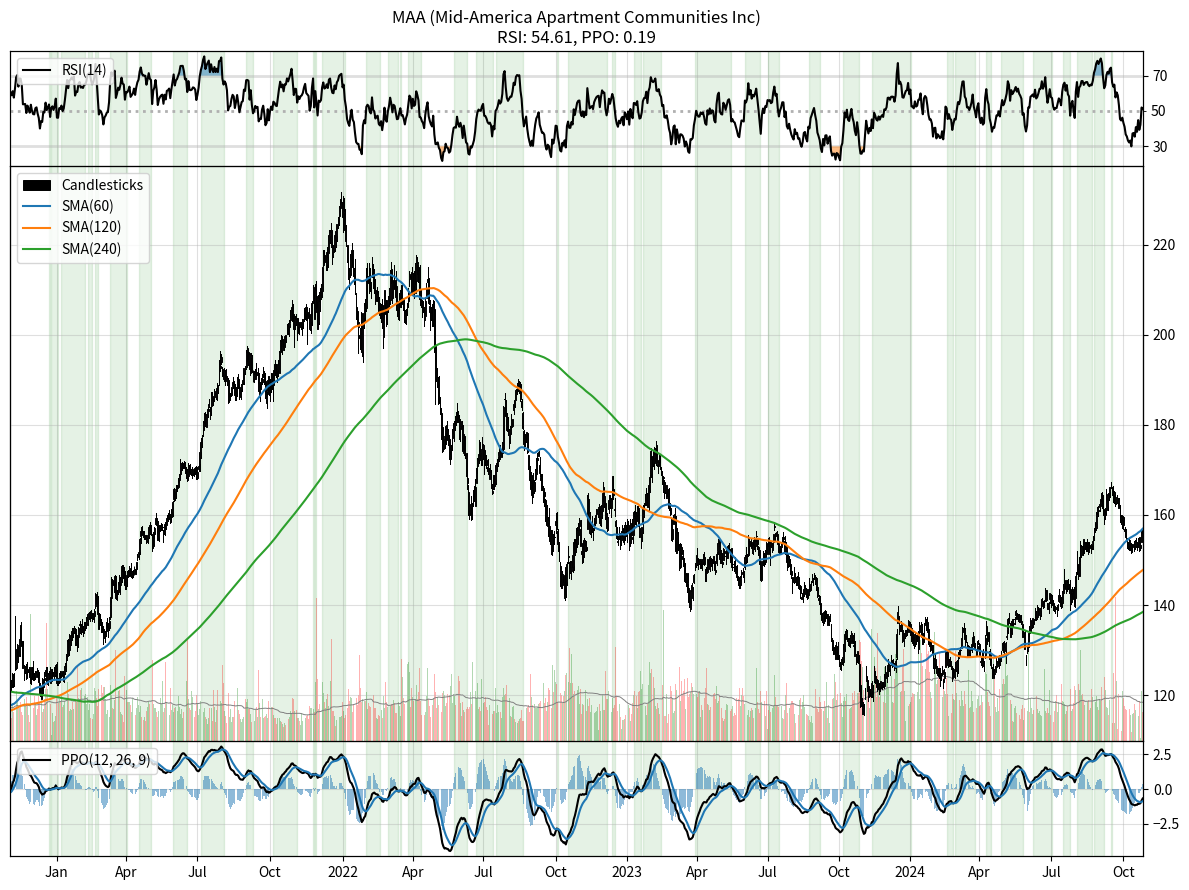 MAA (Mid-America Apartment Communities Inc)
RSI: 54.61, PPO: 0.19
RSI(14)
70
50
30
Candlesticks
SMA(60)
SMA(120)
SMA(240)
220
200
180
160
140
120
PPO(12, 26, 9)
2.5
0.0
−2.5
Jan Apr Jul Oct 2022 Apr Jul Oct 2023 Apr Jul Oct 2024 Apr Jul Oct